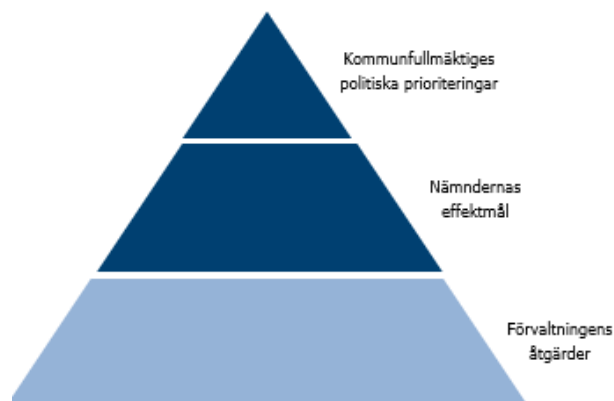 Kommunfullmäktiges
politiska prioriteringar
Nämndernas
effektmål
Förvaltningens
åtgärder